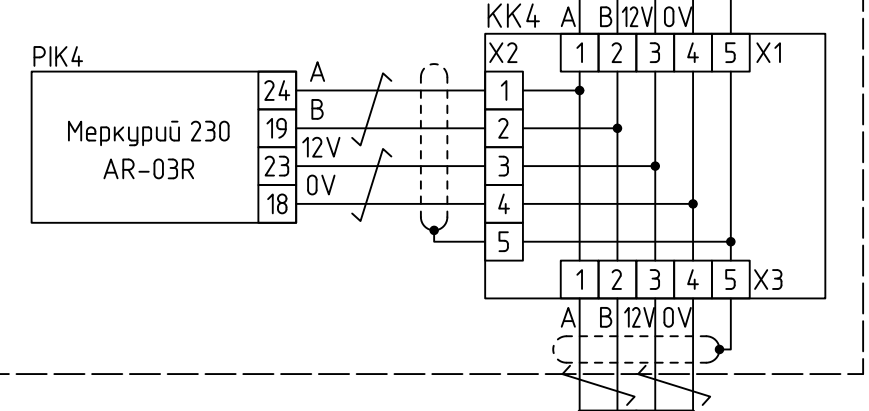 KK4 A B 12V 0V
PIK4 X2 1 2 3 4 5 X1
A
24 1
B
Меркурий 230 19 2
12V
AR-03R 23 3
0V
18 4
5
1 2 3 4 5 X3
A B 12V 0V